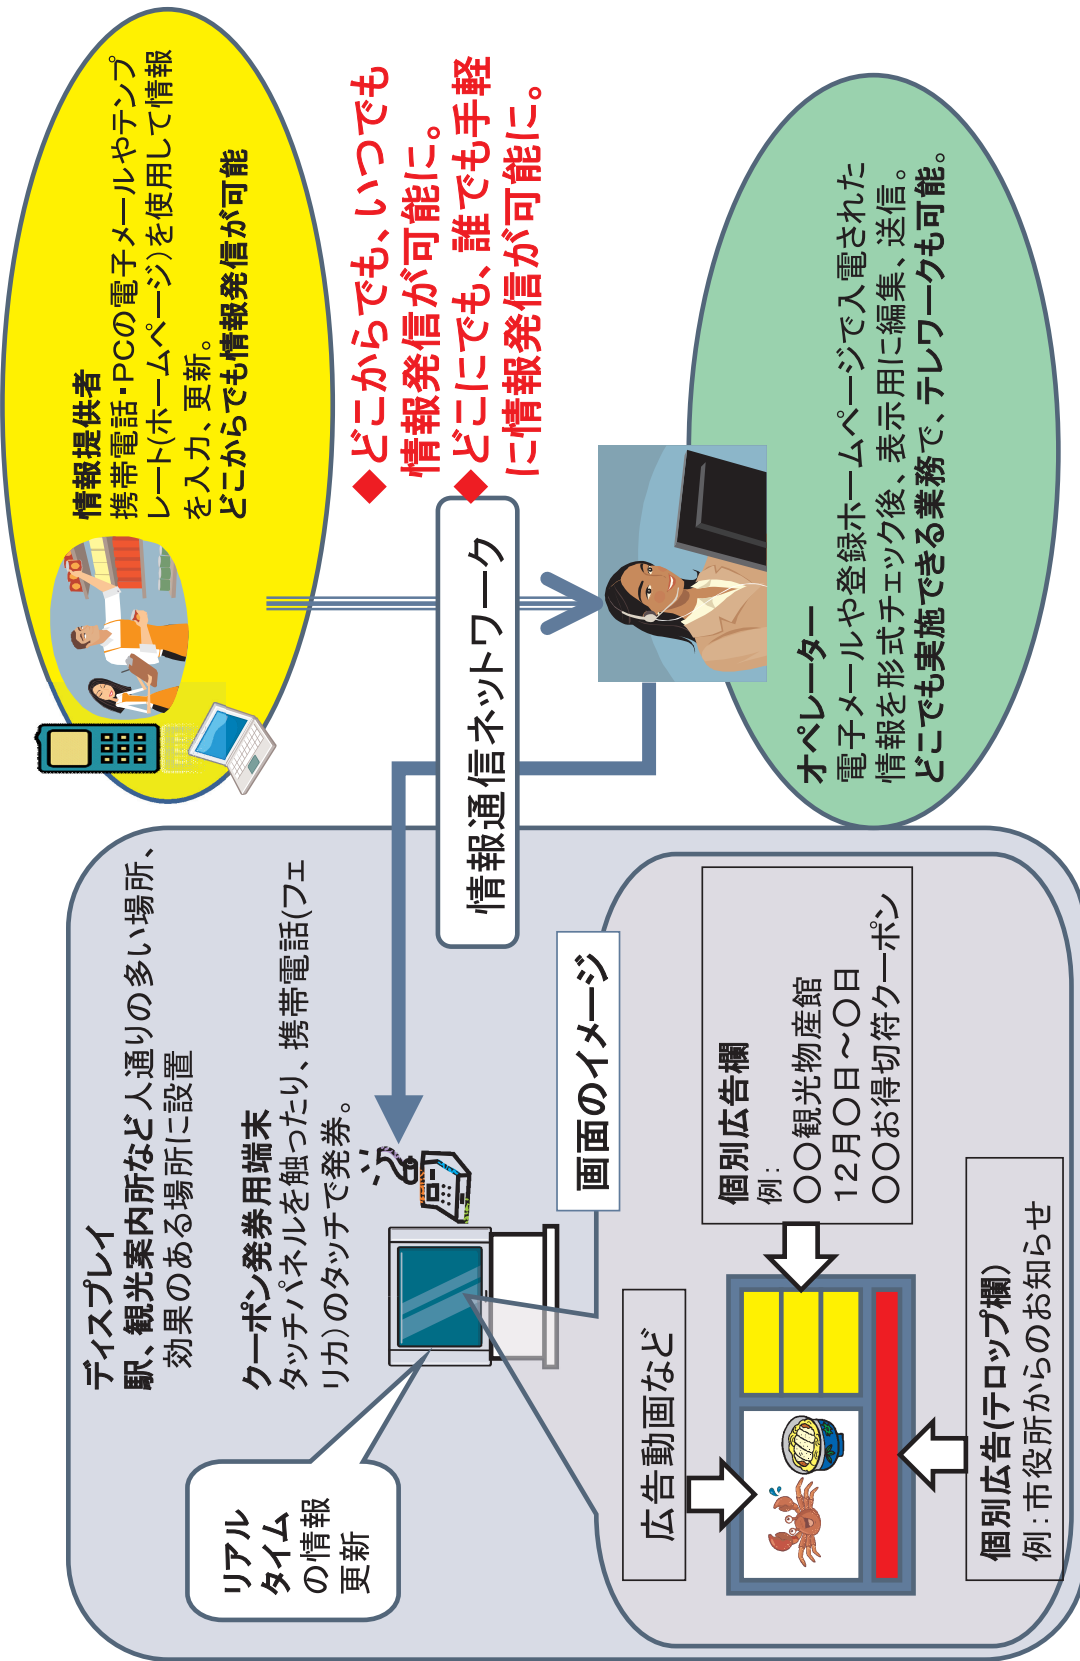 ディスプレイ
駅、観光案内所など人通りの多い場所、
効果のある場所に設置
クーポン発券用端末
タッチパネルを触ったり、携帯電話(フェ
リカ)のタッチで発券。
リアル
タイム
の情報
更新
情報提供者
携帯電話・PCの電子メールやテンプ
レート(ホームページ)を使用して情報
を入力、更新。
どこからでも情報発信が可能
◆どこからでも、いつでも
情報発信が可能に。
◆どこにでも、誰でも手軽
に情報発信が可能に。
情報通信ネットワーク
画面のイメージ
広告動画など
個別広告欄
例:
〇〇観光物産館
12月〇日～〇日
〇〇お得切符クーポン
個別広告(テロップ欄)
例:市役所からのお知らせ
オペレーター
電子メールや登録ホームページで入電された
情報を形式チェック後、表示用に編集、送信。
どこでも実施できる業務で、テレワークも可能。